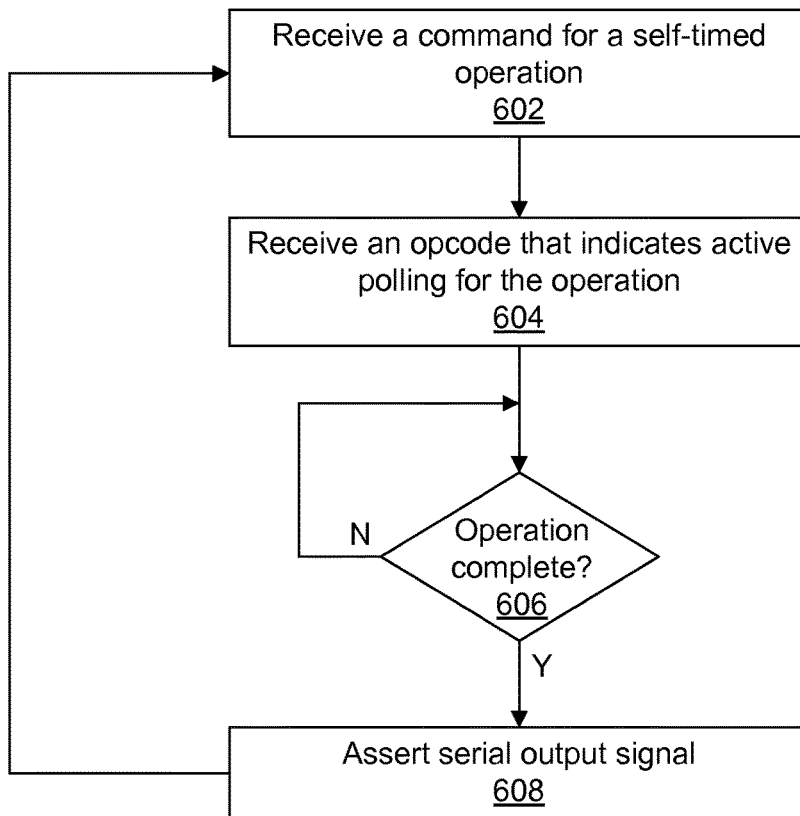 Receive a command for a self-timed
operation
602
Receive an opcode that indicates active
polling for the operation
604
Operation
N
complete?
606
Y
Assert serial output signal
608